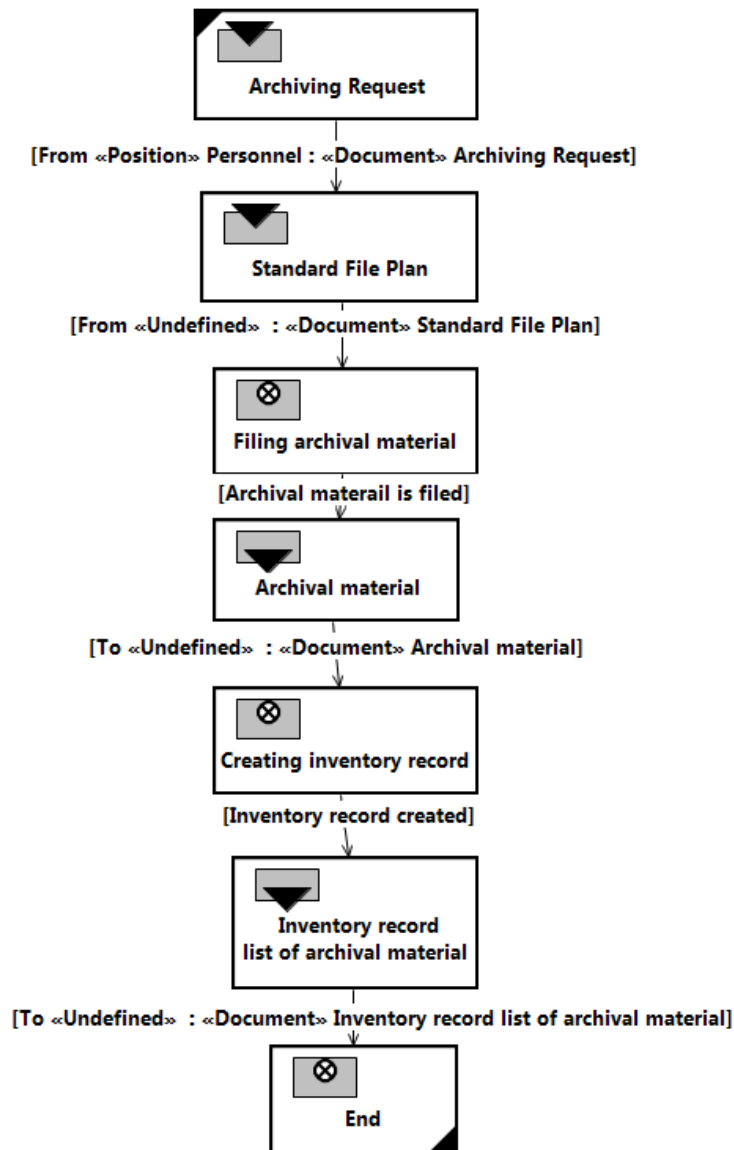 Archiving Request
[From «Position» Personnel : «Document» Archiving Request]
Standard File Plan
[From «Undefined»  : «Document» Standard File Plan]
Filing archival material
[Archival materail is filed]
Archival material
[To «Undefined»  : «Document» Archival material]
Creating inventory record
[Inventory record created]
Inventory record
list of archival material
[To «Undefined»  : «Document» Inventory record list of archival material]
End